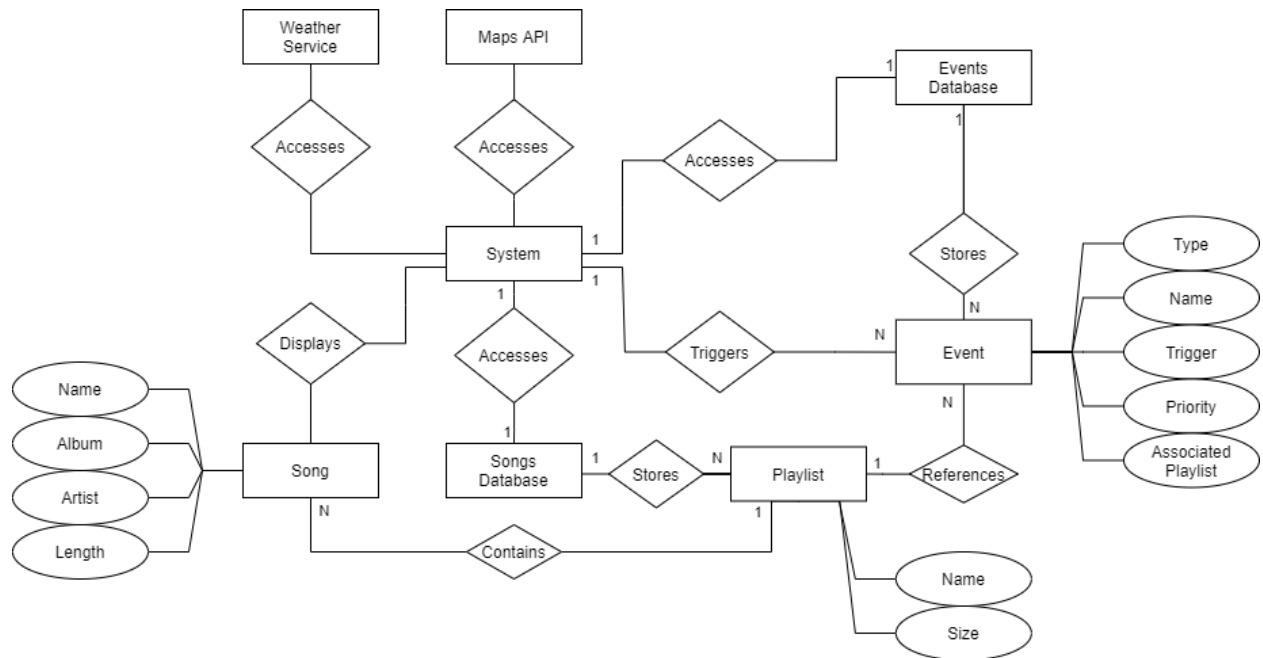 Weather
Service
Maps API
Events
Database
1
1
Accesses
Accesses
Accesses
System
1
1
1
Stores
N
Type
Name
Trigger
Priority
Associated
Playlist
Displays
Accesses
Triggers
N
Event
N
Name
Album
Artist
Length
Song
N
1
Songs
Database
1
Stores
N
Playlist
1
1
References
Contains
Name
Size